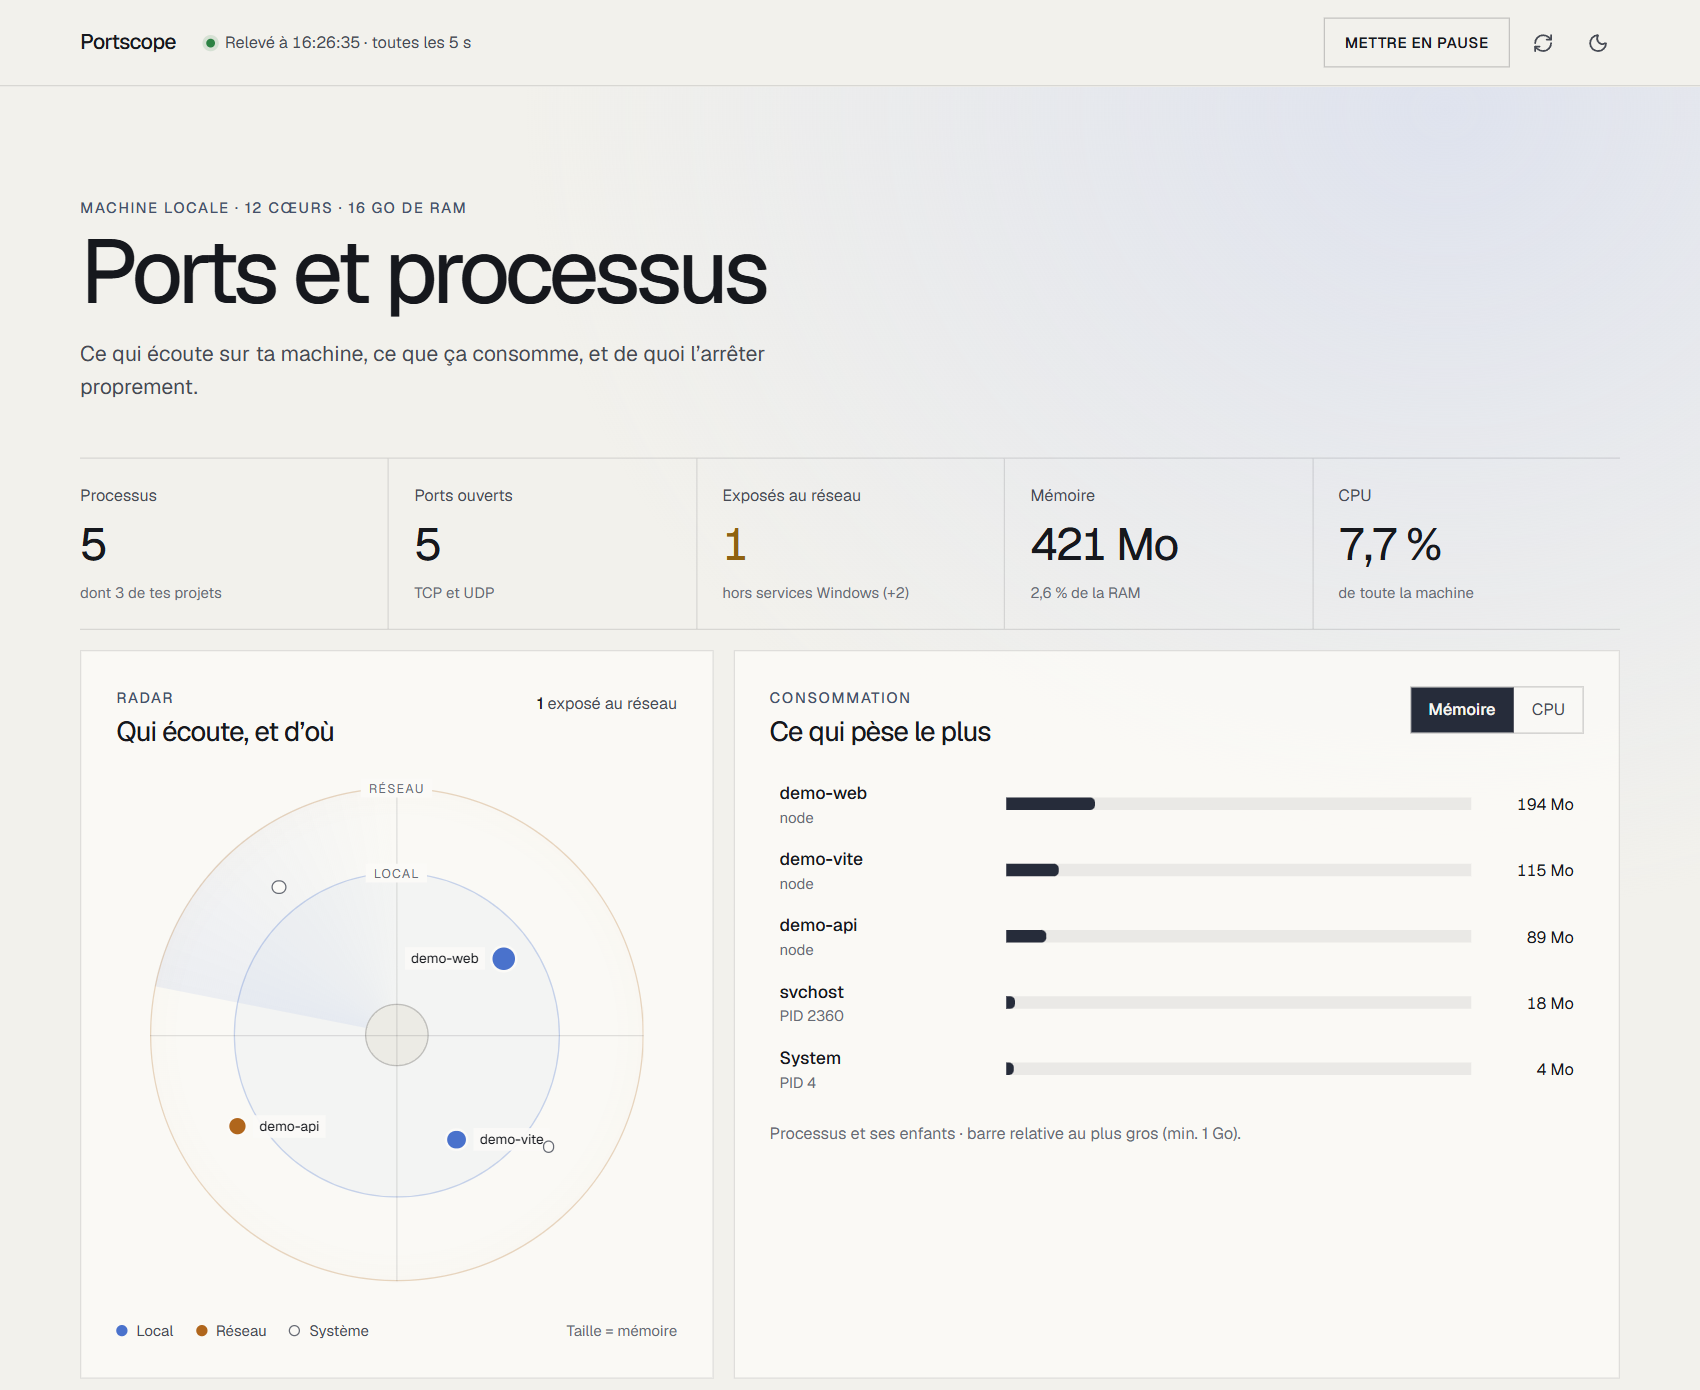 Portscope
Relevé à 16:26:35 · toutes les 5 s
METTRE EN PAUSE
MACHINE LOCALE · 12 CŒURS · 16 GO DE RAM
Ports et processus
Ce qui écoute sur ta machine, ce que ça consomme, et de quoi l’arrêter
proprement.
Processus
5
dont 3 de tes projets
Ports ouverts
5
TCP et UDP
Exposés au réseau
1
hors services Windows (+2)
Mémoire
421 Mo
2,6 % de la RAM
CPU
7,7 %
de toute la machine
RADAR
Qui écoute, et d’où
1 exposé au réseau
RÉSEAU
LOCAL
demo-web
demo-api
demo-vite
Local
Réseau
Système
Taille = mémoire
CONSOMMATION
Ce qui pèse le plus
Mémoire
CPU
demo-web
node
194 Mo
demo-vite
node
115 Mo
demo-api
node
89 Mo
svchost
PID 2360
18 Mo
System
PID 4
4 Mo
Processus et ses enfants · barre relative au plus gros (min. 1 Go).